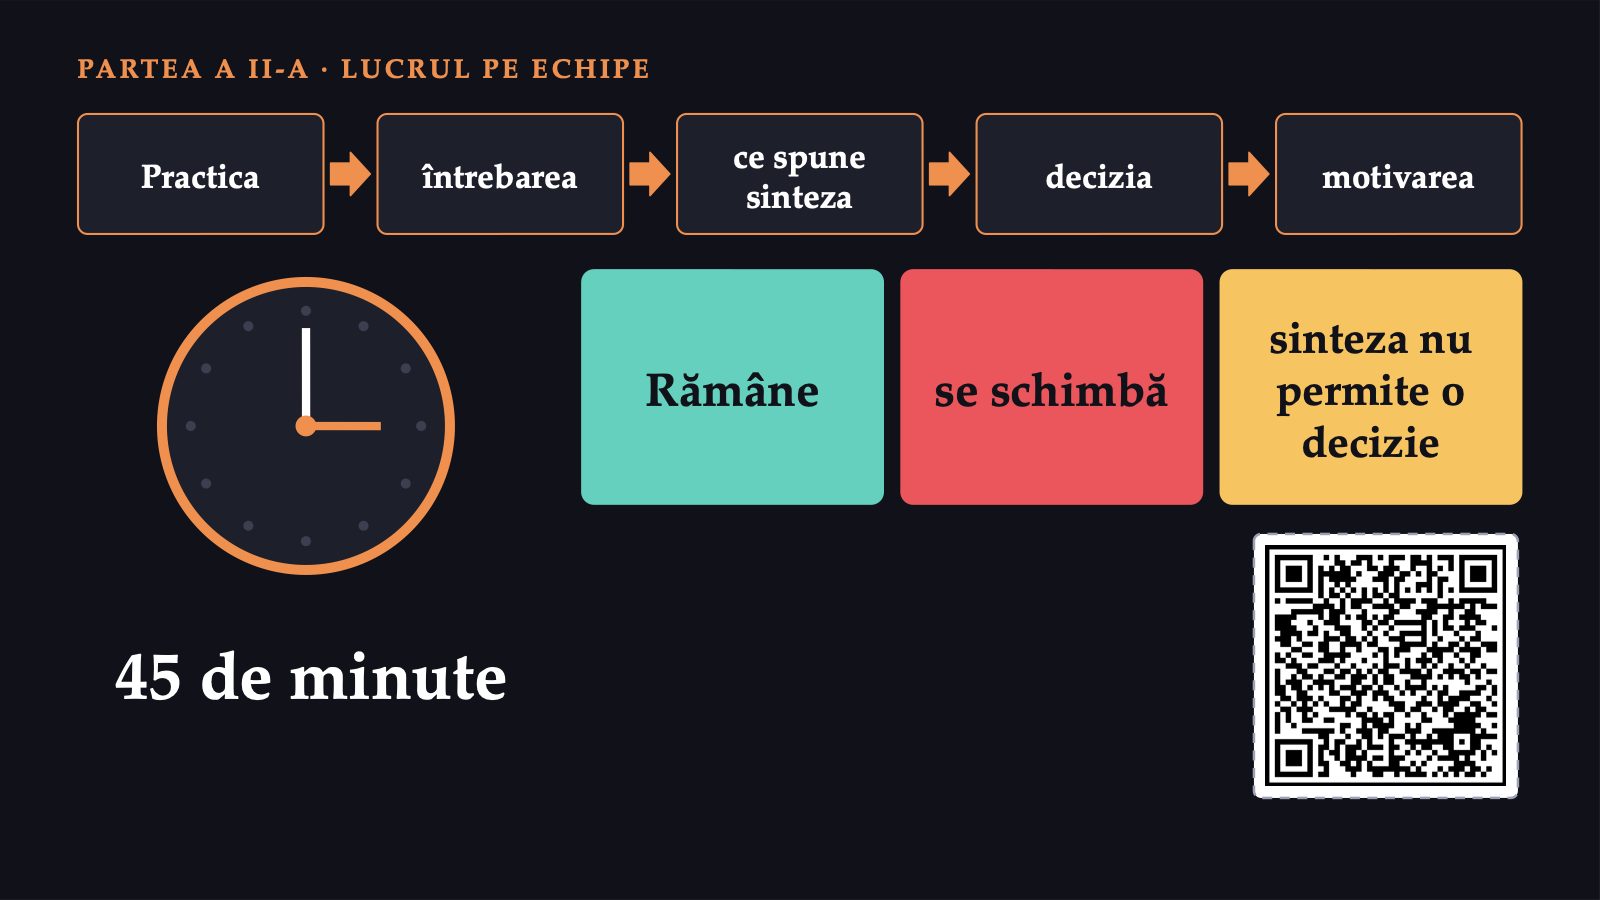 PARTEA A II-A · LUCRUL PE ECHIPE
Practica
întrebarea
ce spune
sinteza
decizia
motivarea
Rămâne
se schimbă
sinteza nu
permite o
decizie
45 de minute